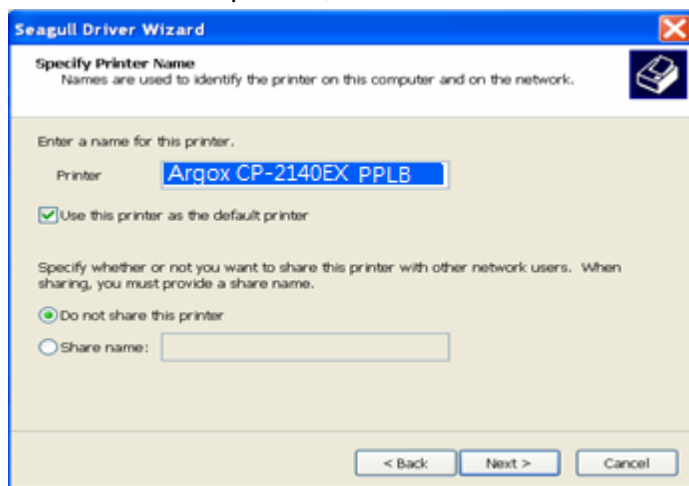 Seagull Driver Wizard
Specify Printer Name
Names are used to identify the printer on this computer and on the network.
Enter a name for this printer.
Printer Argox CP-2140EX PPLB
Use this printer as the default printer
Specify whether or not you want to share this printer with other network users. When
sharing, you must provide a share name.
Do not share this printer
Share name:
< Back Next > Cancel